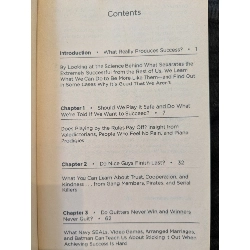 Contents
Introduction • What Really Produces Success? • 1
By Looking at the Science Behind What Separates the
Extremely Successful from the Rest of Us, We Learn
What We Can Do to Be More Like Them—and Find Out
in Some Cases Why It's Good That We Aren't
Chapter 1 • Should We Play It Safe and Do What
We're Told If We Want to Succeed? • 7
Does Playing by the Rules Pay Off? Insight from
Valedictorians, People Who Feel No Pain, and Piano
Prodigies
Chapter 2 • Do Nice Guys Finish Last? • 32
What You Can Learn About Trust, Cooperation, and
Kindness . . . from Gang Members, Pirates, and Serial
Killers
Chapter 3 • Do Quitters Never Win and Winners
Never Quit? • 62
What Navy SEALs, Video Games, Arranged Marriages,
and Batman Can Teach Us About Sticking It Out When
Achieving Success Is Hard